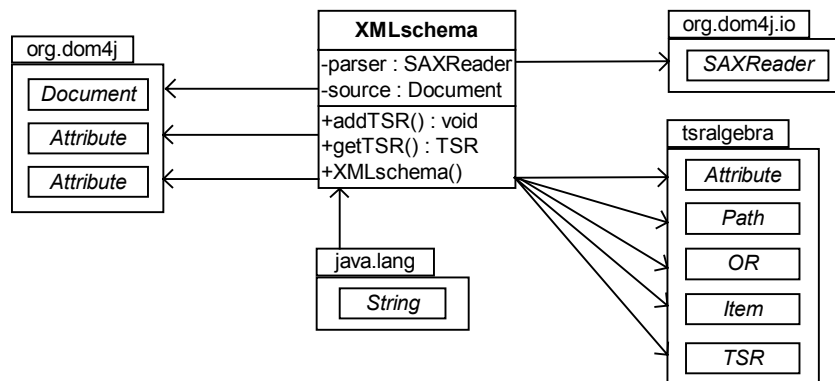 XMLschema
-parser : SAXReader
-source : Document
+addTSR() : void
+getTSR() : TSR
+XMLschema()
org.dom4j
Document
Attribute
Attribute
java.lang
String
org.dom4j.io
SAXReader
tsralgebra
Attribute
Path
OR
Item
TSR